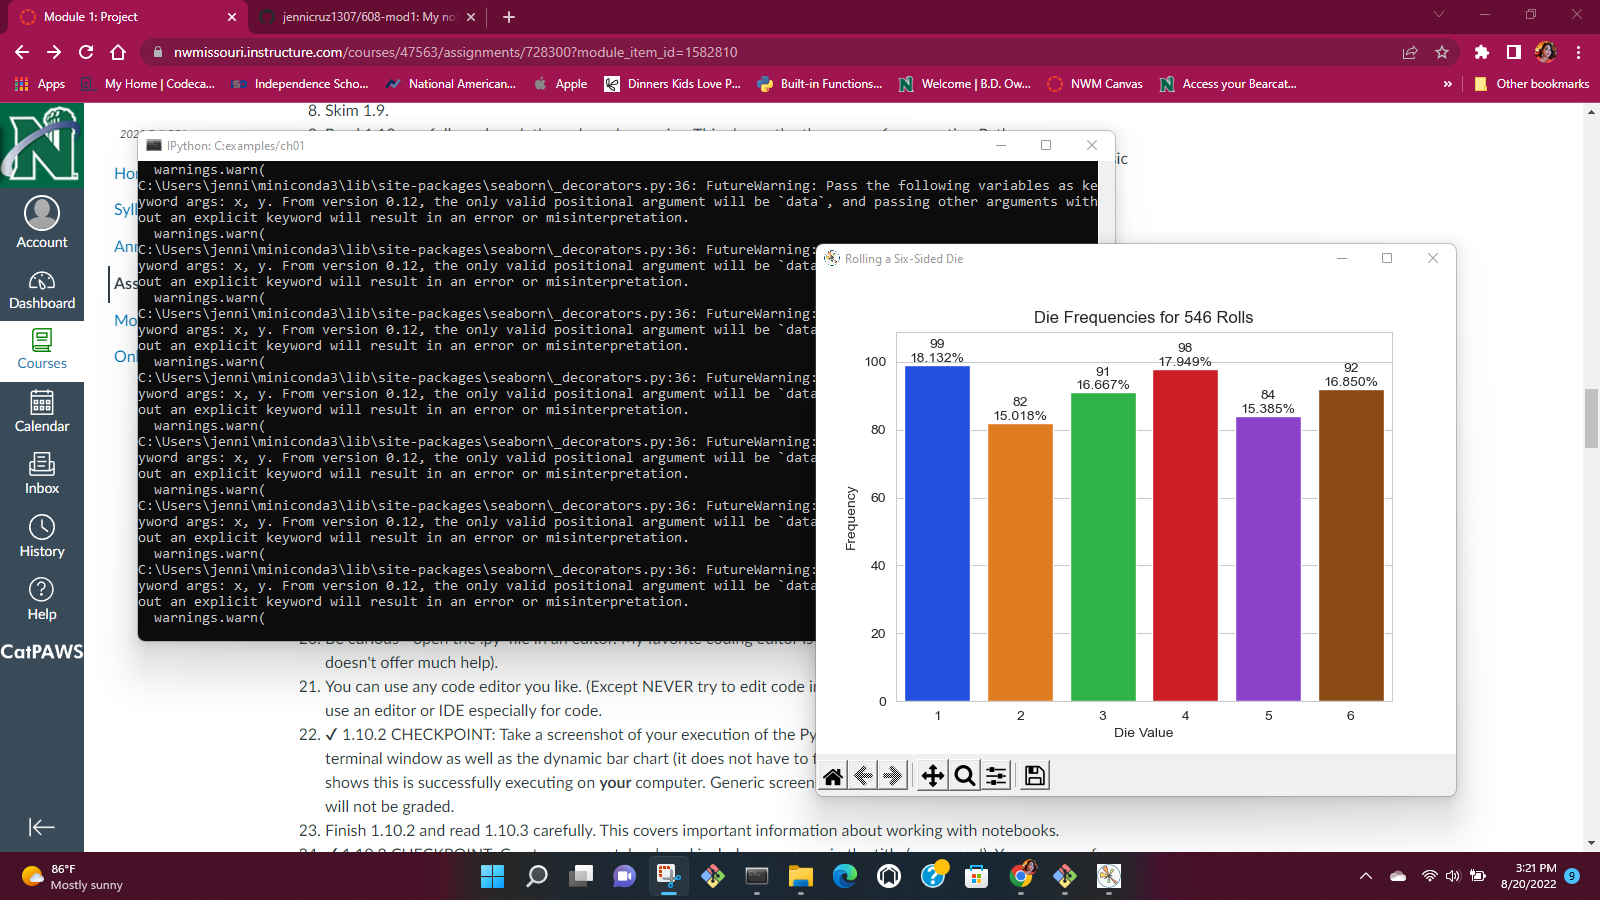 Module 1: Project
jennicruz1307/608-mod1: My no
nwmissouri.instructure.com/courses/47563/assignments/728300?module_item_id=1582810
Apps
My Home | Codeca...
Independence Scho...
National American...
Apple
Dinners Kids Love P...
Built-in Functions...
Welcome | B.D. Ow...
NWM Canvas
Access your Bearcat...
»
Other bookmarks
N
Account
Dashboard
Courses
Calendar
Inbox
History
Help
CatPAWS
Hor
Syll
Ann
Ass
Mo
Onl
8. Skim 1.9.
ic
IPython: C:examples/ch01
warnings.warn(
C:\Users\jenni\miniconda3\lib\site-packages\seaborn\_decorators.py:36: FutureWarning: Pass the following variables as ke
yword args: x, y. From version 0.12, the only valid positional argument will be `data`, and passing other arguments with
out an explicit keyword will result in an error or misinterpretation.
warnings.warn(
C:\Users\jenni\miniconda3\lib\site-packages\seaborn\_decorators.py:36: FutureWarning:
yword args: x, y. From version 0.12, the only valid positional argument will be `data
out an explicit keyword will result in an error or misinterpretation.
warnings.warn(
C:\Users\jenni\miniconda3\lib\site-packages\seaborn\_decorators.py:36: FutureWarning:
yword args: x, y. From version 0.12, the only valid positional argument will be `data
out an explicit keyword will result in an error or misinterpretation.
warnings.warn(
C:\Users\jenni\miniconda3\lib\site-packages\seaborn\_decorators.py:36: FutureWarning:
yword args: x, y. From version 0.12, the only valid positional argument will be `data
out an explicit keyword will result in an error or misinterpretation.
warnings.warn(
C:\Users\jenni\miniconda3\lib\site-packages\seaborn\_decorators.py:36: FutureWarning:
yword args: x, y. From version 0.12, the only valid positional argument will be `data
out an explicit keyword will result in an error or misinterpretation.
warnings.warn(
C:\Users\jenni\miniconda3\lib\site-packages\seaborn\_decorators.py:36: FutureWarning:
yword args: x, y. From version 0.12, the only valid positional argument will be `data
out an explicit keyword will result in an error or misinterpretation.
warnings.warn(
C:\Users\jenni\miniconda3\lib\site-packages\seaborn\_decorators.py:36: FutureWarning:
yword args: x, y. From version 0.12, the only valid positional argument will be `data
out an explicit keyword will result in an error or misinterpretation.
warnings.warn(
Rolling a Six-Sided Die
Die Frequencies for 546 Rolls
99
18.132%
82
15.018%
91
16.667%
98
17.949%
84
15.385%
92
16.850%
100
80
60
40
20
0
Frequency
1 2 3 4 5 6
Die Value
doesn't offer much help).
21. You can use any code editor you like. (Except NEVER try to edit code i
use an editor or IDE especially for code.
22. ✓ 1.10.2 CHECKPOINT: Take a screenshot of your execution of the Py
terminal window as well as the dynamic bar chart (it does not have to f
shows this is successfully executing on your computer. Generic screen
will not be graded.
23. Finish 1.10.2 and read 1.10.3 carefully. This covers important information about working with notebooks.
86°F
Mostly sunny
3:21 PM
8/20/2022
9